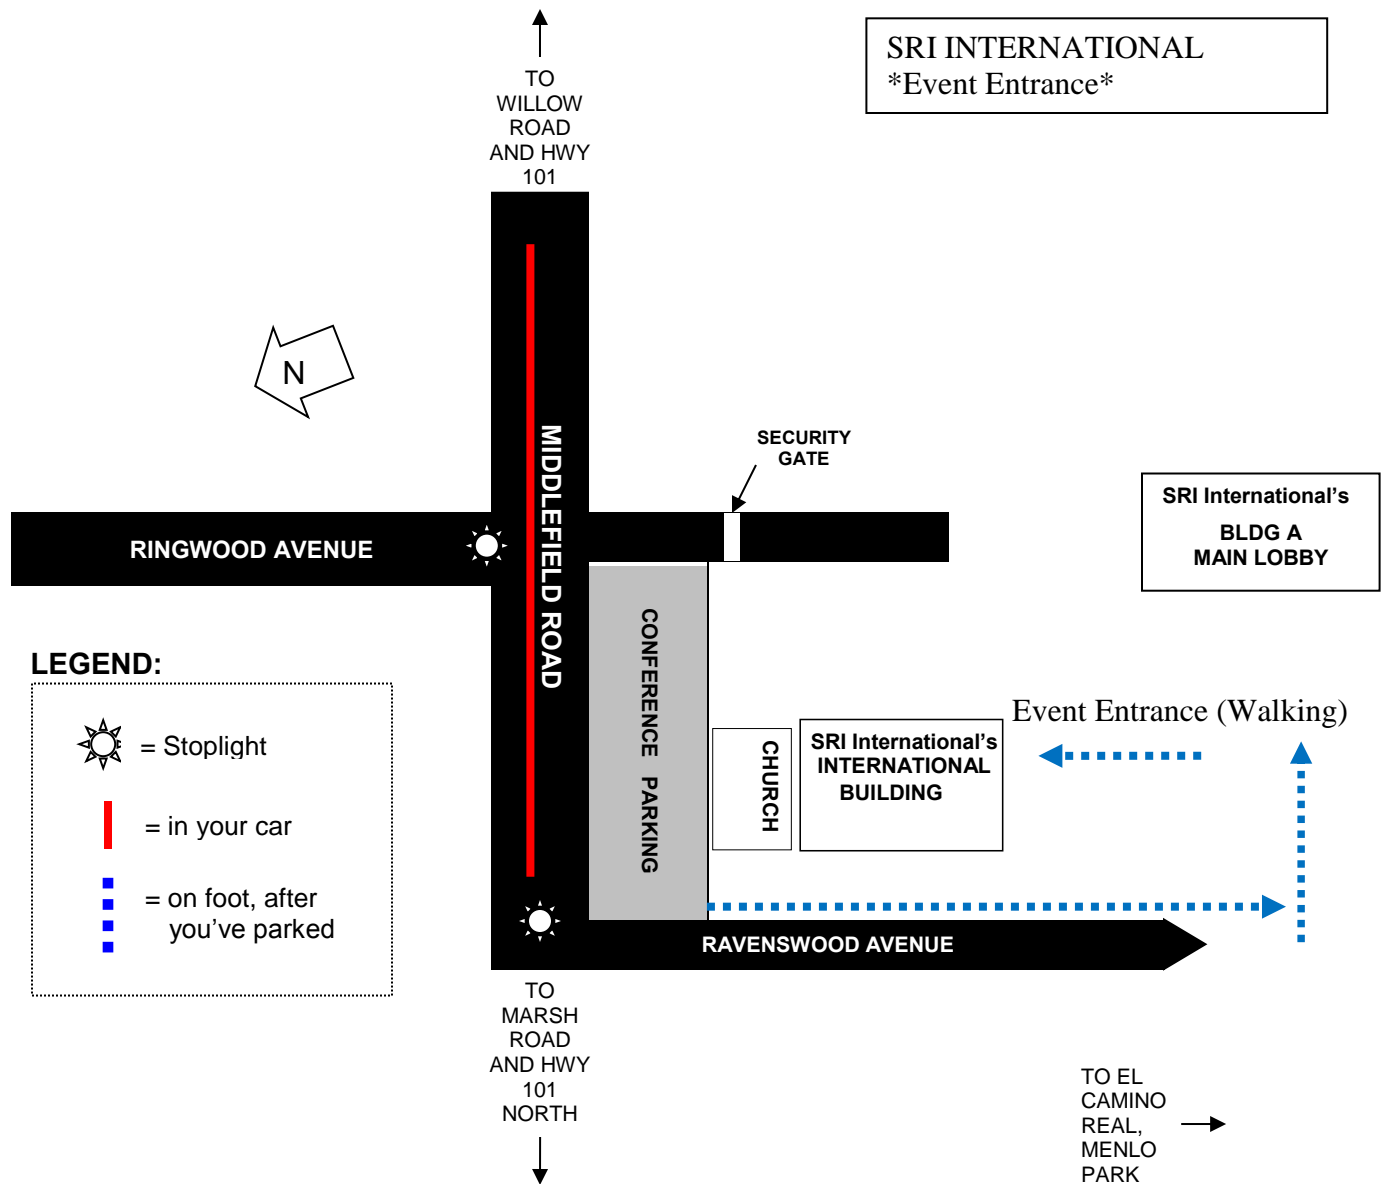 SRI INTERNATIONAL
*Event Entrance*
TO
WILLOW
ROAD
AND HWY
101
N
MIDDLEFIELD ROAD
SECURITY
GATE
RINGWOOD AVENUE
SRI International’s
BLDG A
MAIN LOBBY
CONFERENCE PARKING
LEGEND:
= Stoplight
= in your car
= on foot, after
you’ve parked
Event Entrance (Walking)
CHURCH
SRI International’s
INTERNATIONAL
BUILDING
RAVENSWOOD AVENUE
TO
MARSH
ROAD
AND HWY
101
NORTH
TO EL
CAMINO
REAL,
MENLO
PARK